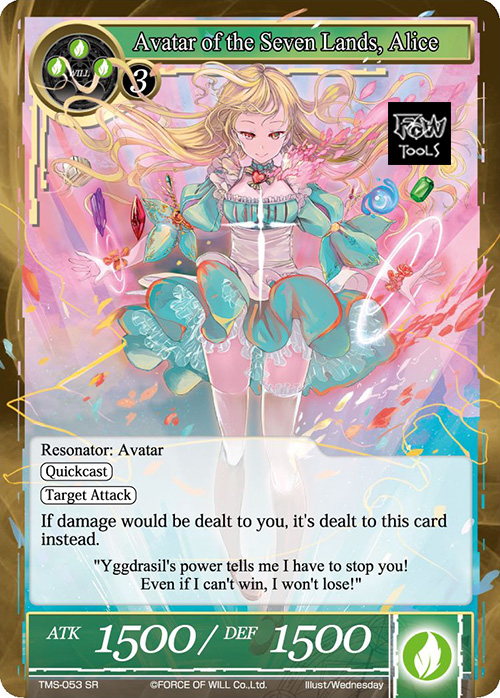 Avatar of the Seven Lands, Alice
WILL
3
FOW
TOOLS
Resonator: Avatar
Quickcast
Target Attack
If damage would be dealt to you, it's dealt to this card
instead.
"Yggdrasil's power tells me I have to stop you!
Even if I can't win, I won't lose!"
ATK 1500 / DEF 1500
TMS-053 SR ©FORCE OF WILL Co.,Ltd. Illust/Wednesday